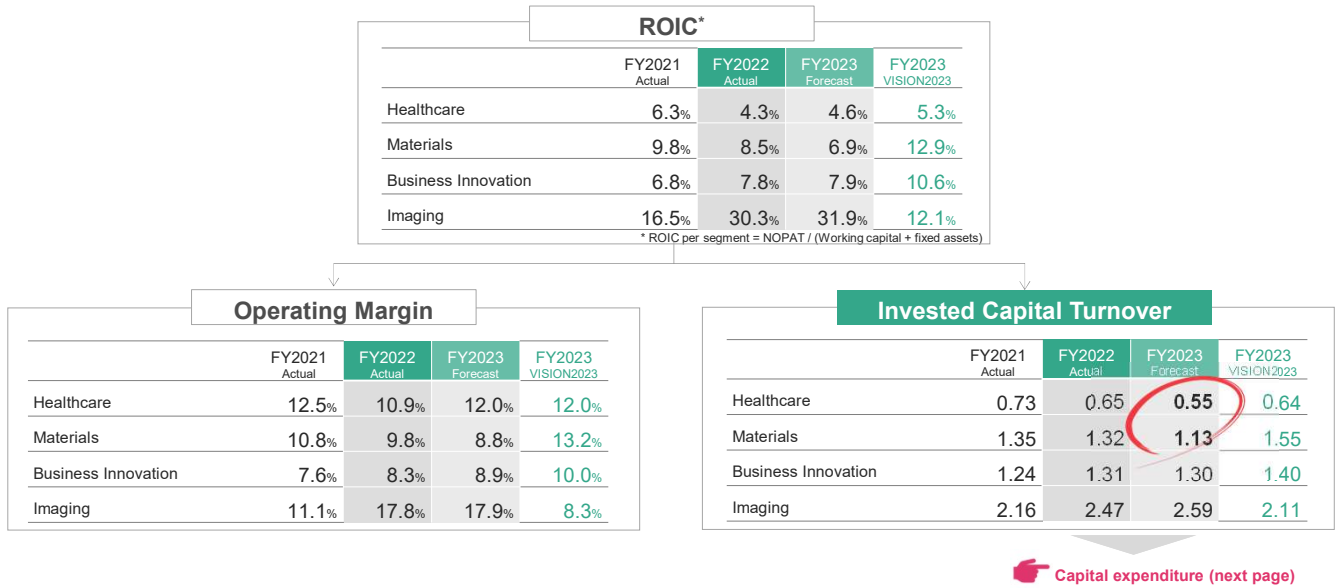 ROIC*
FY2021 FY2022 FY2023 FY2023
Actual Actual Forecast VISION2023
Healthcare 6.3% 4.3% 4.6% 5.3%
Materials 9.8% 8.5% 6.9% 12.9%
Business Innovation 6.8% 7.8% 7.9% 10.6%
Imaging 16.5% 30.3% 31.9% 12.1%
* ROIC per segment = NOPAT / (Working capital + fixed assets)
Operating Margin
FY2021 FY2022 FY2023 FY2023
Actual Actual Forecast VISION2023
Healthcare 12.5% 10.9% 12.0% 12.0%
Materials 10.8% 9.8% 8.8% 13.2%
Business Innovation 7.6% 8.3% 8.9% 10.0%
Imaging 11.1% 17.8% 17.9% 8.3%
Invested Capital Turnover
FY2021 FY2022 FY2023 FY2023
Actual Actual Forecast VISION2023
Healthcare 0.73 0.65 0.55 0.64
Materials 1.35 1.32 1.13 1.55
Business Innovation 1.24 1.31 1.30 1.40
Imaging 2.16 2.47 2.59 2.11
Capital expenditure (next page)